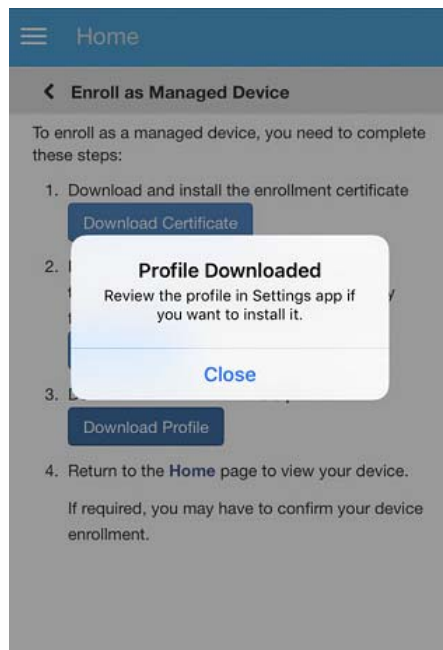 Home
Enroll as Managed Device
To enroll as a managed device, you need to complete
these steps:
1. Download and install the enrollment certificate
Download Certificate
2.
Profile Downloaded
Review the profile in Settings app if
you want to install it.
Close
3.
Download Profile
4. Return to the Home page to view your device.
If required, you may have to confirm your device
enrollment.